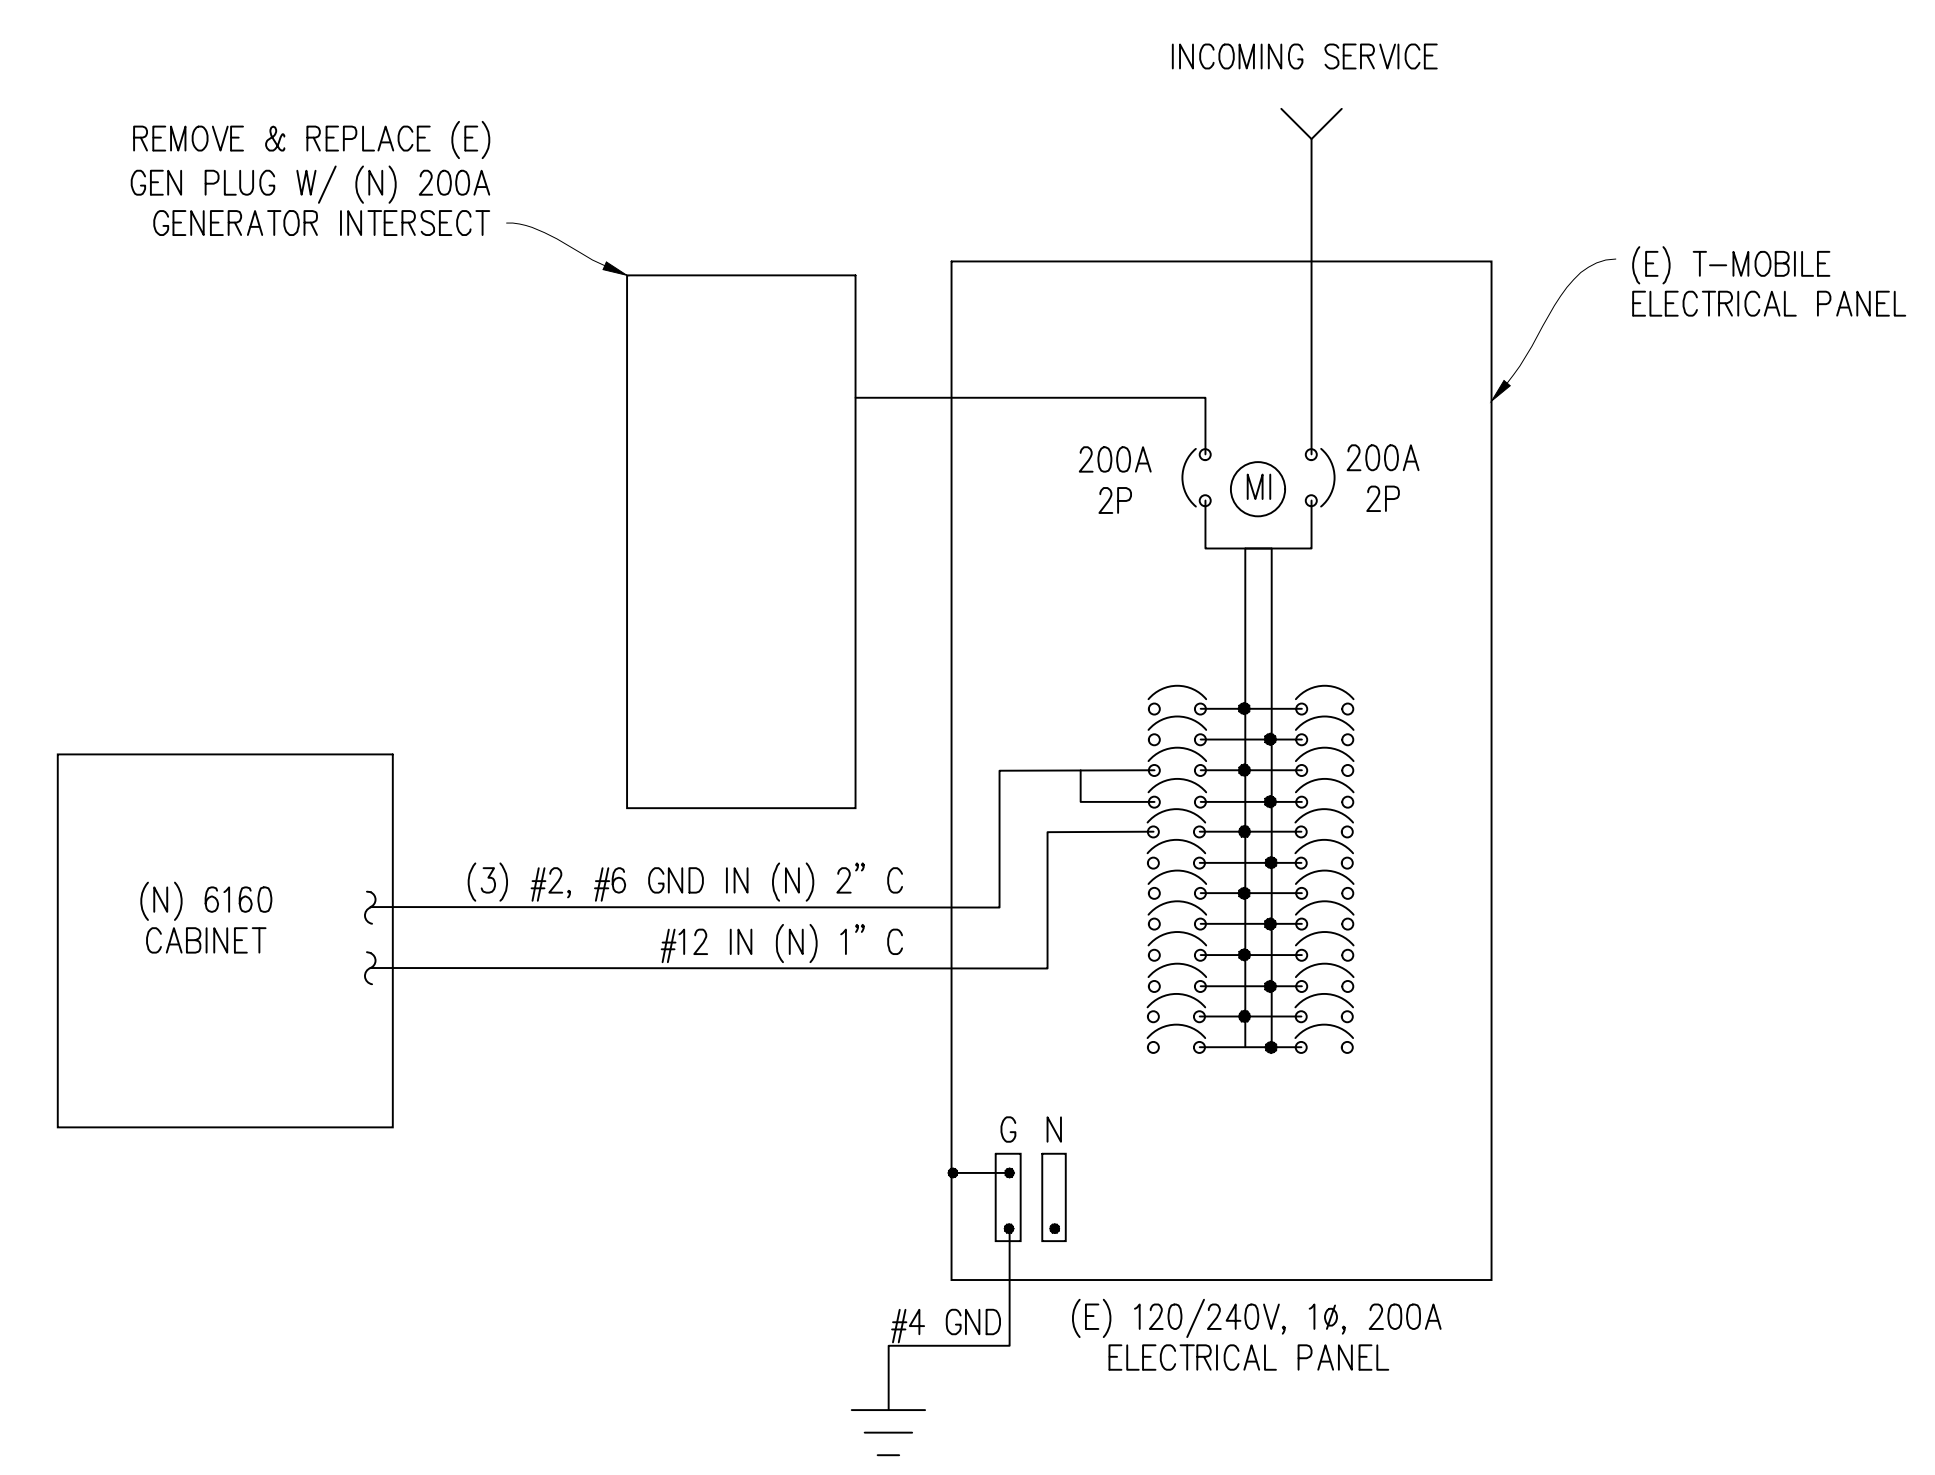 INCOMING SERVICE
REMOVE & REPLACE (E)
GEN PLUG W/ (N) 200A
GENERATOR INTERSECT
(E) T-MOBILE
ELECTRICAL PANEL
200A
2P
MI
200A
2P
(N) 6160
CABINET
(3) #2, #6 GND IN (N) 2” C
#12 IN (N) 1” C
G N
#4 GND
(E) 120/240V, 1ø, 200A
ELECTRICAL PANEL